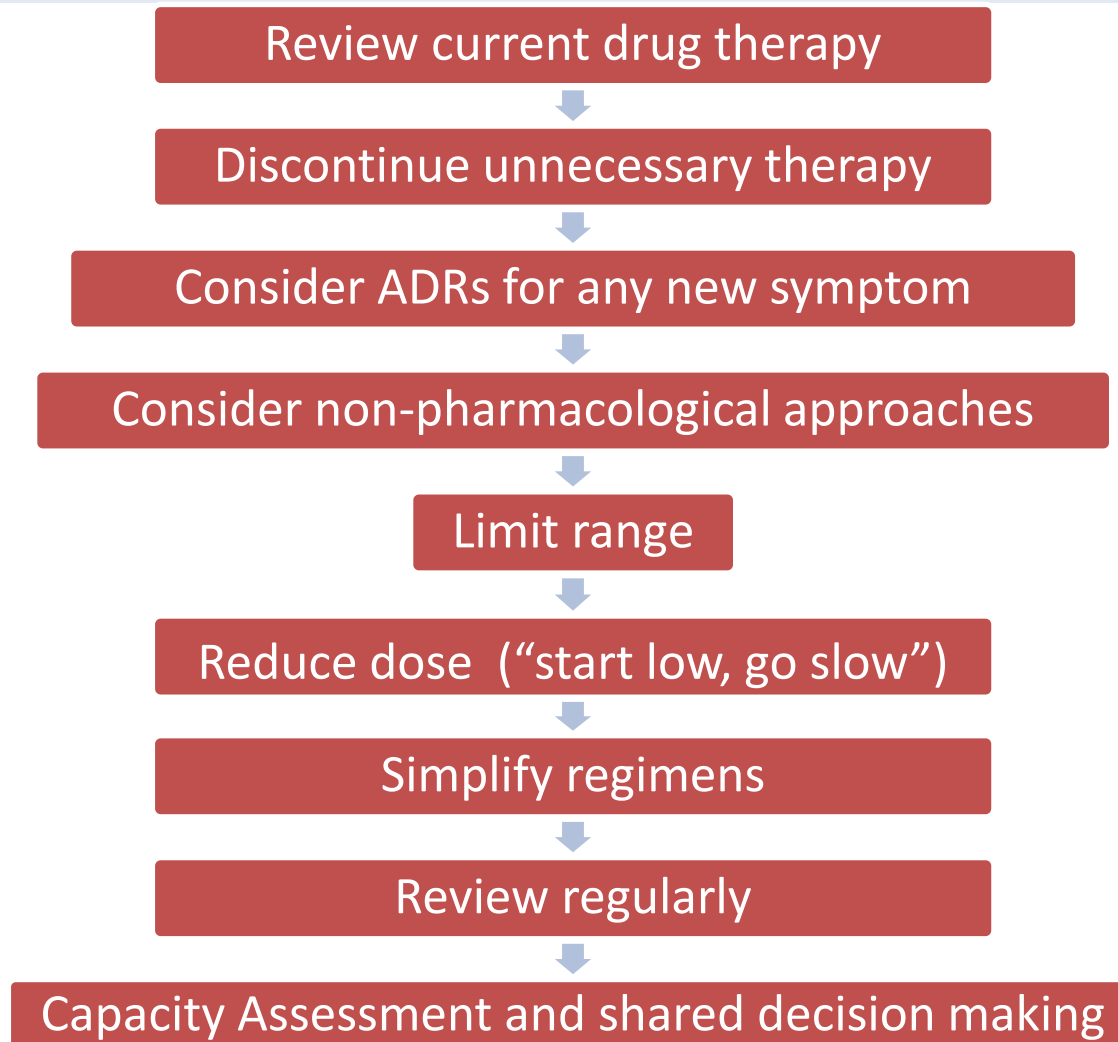 Review current drug therapy
Discontinue unnecessary therapy
Consider ADRs for any new symptom
Consider non-pharmacological approaches
Limit range
Reduce dose  (“start low, go slow”)
Simplify regimens
Review regularly
Capacity Assessment and shared decision making